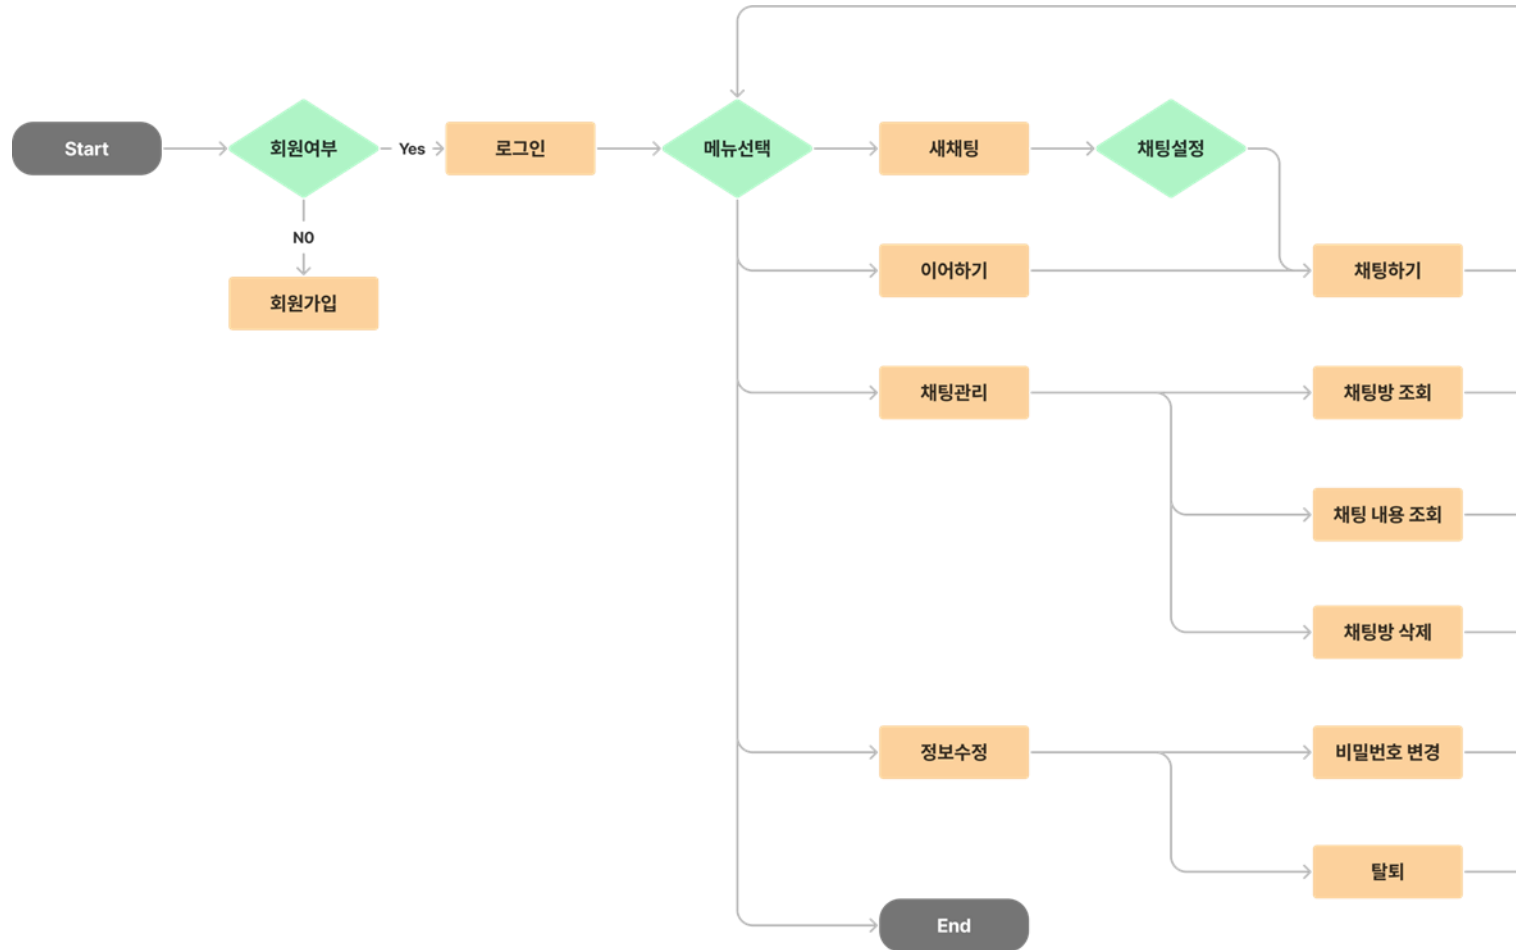 Start
회원여부
Yes
로그인
메뉴선택
새채팅
채팅설정
N0
회원가입
이어하기
채팅하기
채팅관리
채팅방 조회
채팅 내용 조회
채팅방 삭제
정보수정
비밀번호 변경
탈퇴
End